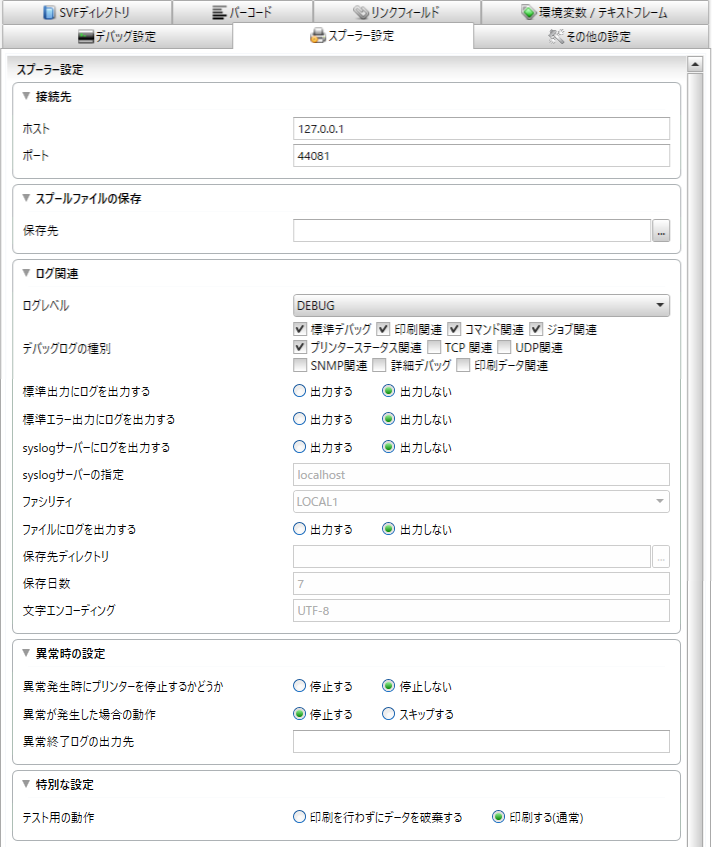 SVFディレクトリ バーコード リンクフィールド 環境変数 / テキストフレーム
デバッグ設定 スプーラー設定 その他の設定
スプーラー設定
接続先
ホスト 127.0.0.1
ポート 44081
スプールファイルの保存
保存先 ...
ログ関連
ログレベル DEBUG
標準デバッグ 印刷関連 コマンド関連 ジョブ関連
デバッグログの種別 プリンターステータス関連 TCP 関連 UDP関連
SNMP関連 詳細デバッグ 印刷データ関連
標準出力にログを出力する 出力する 出力しない
標準エラー出力にログを出力する 出力する 出力しない
syslogサーバーにログを出力する 出力する 出力しない
syslogサーバーの指定 localhost
ファシリティ LOCAL1
ファイルにログを出力する 出力する 出力しない
保存先ディレクトリ ...
保存日数 7
文字エンコーディング UTF-8
異常時の設定
異常発生時にプリンターを停止するかどうか 停止する 停止しない
異常が発生した場合の動作 停止する スキップする
異常終了ログの出力先
特別な設定
テスト用の動作 印刷を行わずにデータを破棄する 印刷する(通常)